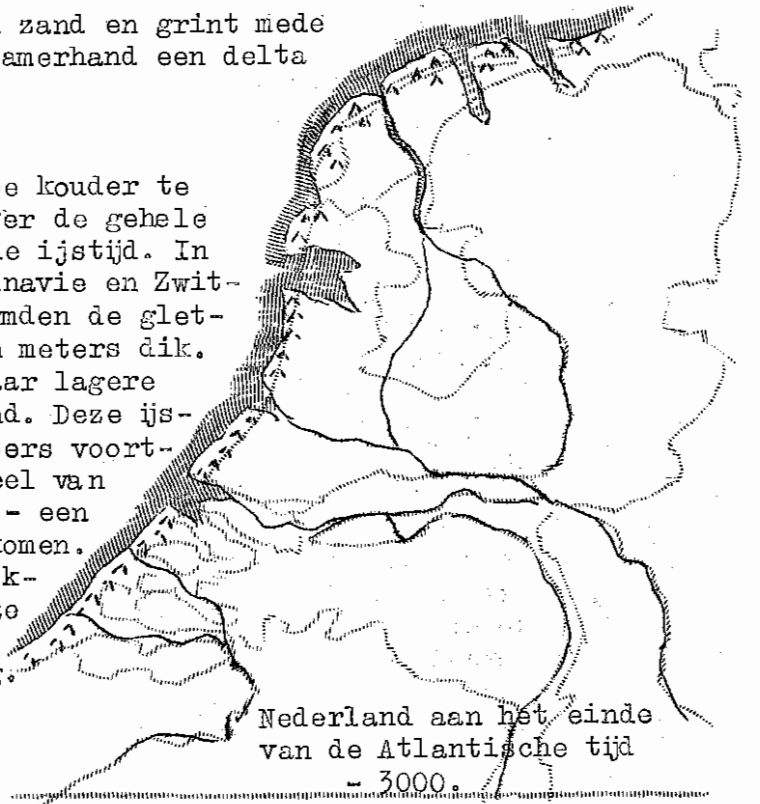 zand en grint mede
amerhand een delta
e kouder te
er de gehele
e ijstijd. In
navie en Zwit-
mden de glet-
meters dik.
ar lagere
d. Deze ijs-
ers voort-
eel van
- een
omen.
k-
e
Nederland aan het einde
van de Atlantische tijd
- 3000.